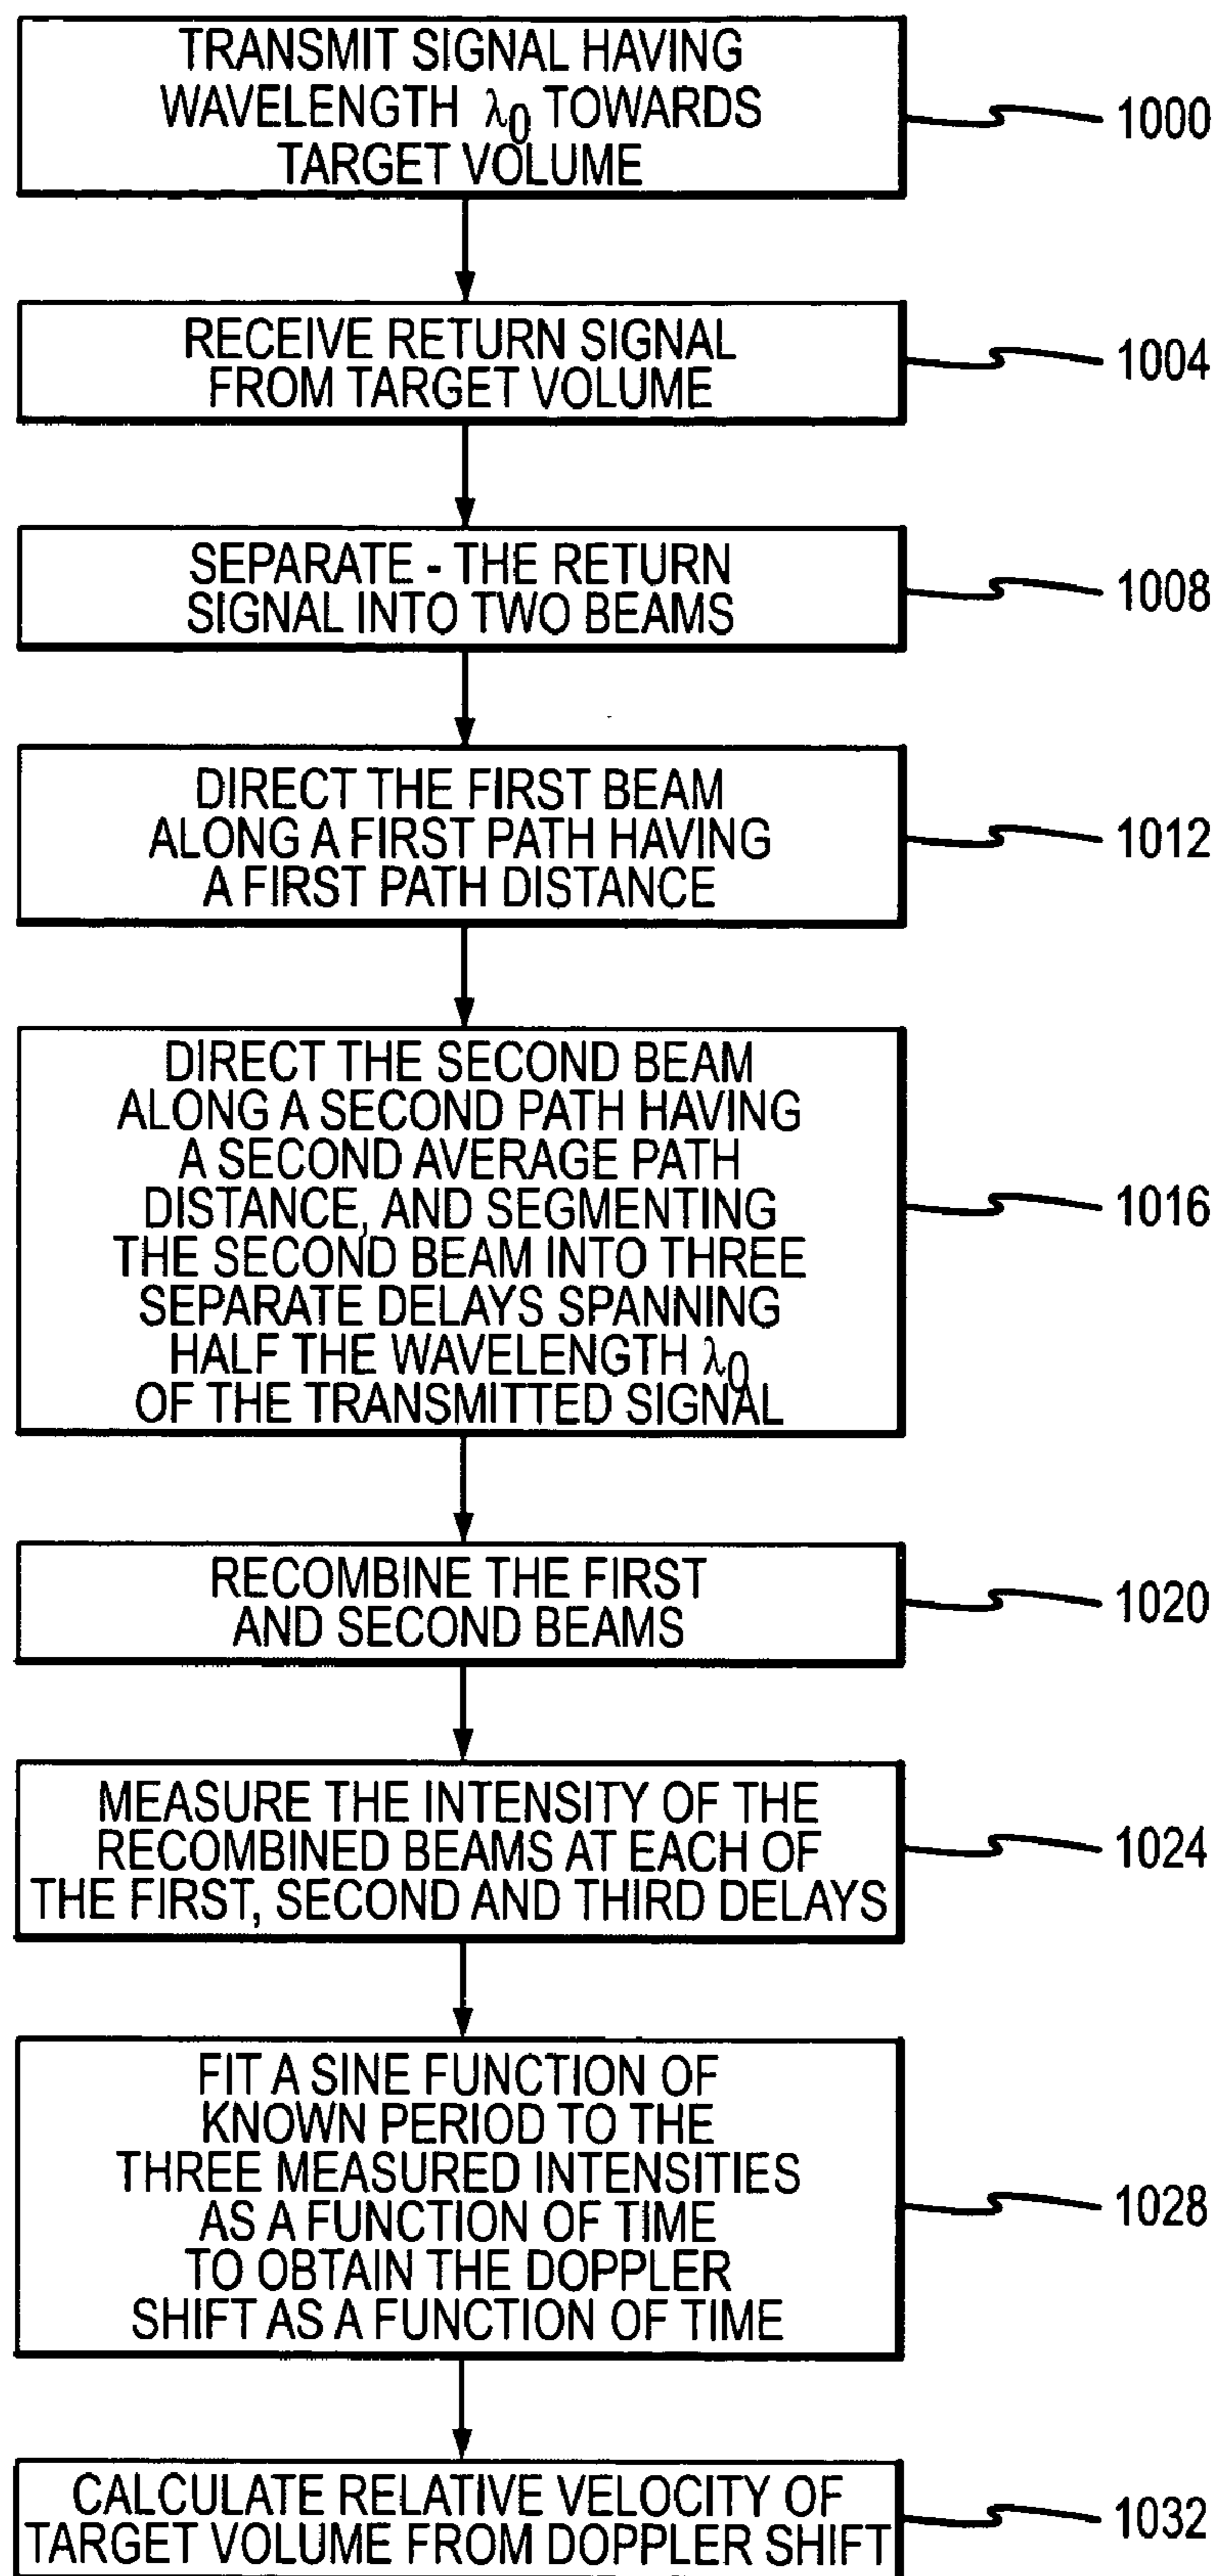 TRANSMIT SIGNAL HAVING
WAVELENGTH λ0 TOWARDS
TARGET VOLUME
1000
RECEIVE RETURN SIGNAL
FROM TARGET VOLUME
1004
SEPARATE - THE RETURN
SIGNAL INTO TWO BEAMS
1008
DIRECT THE FIRST BEAM
ALONG A FIRST PATH HAVING
A FIRST PATH DISTANCE
1012
DIRECT THE SECOND BEAM
ALONG A SECOND PATH HAVING
A SECOND AVERAGE PATH
DISTANCE, AND SEGMENTING
THE SECOND BEAM INTO THREE
SEPARATE DELAYS SPANNING
HALF THE WAVELENGTH λ0
OF THE TRANSMITTED SIGNAL
1016
RECOMBINE THE FIRST
AND SECOND BEAMS
1020
MEASURE THE INTENSITY OF THE
RECOMBINED BEAMS AT EACH OF
THE FIRST, SECOND AND THIRD DELAYS
1024
FIT A SINE FUNCTION OF
KNOWN PERIOD TO THE
THREE MEASURED INTENSITIES
AS A FUNCTION OF TIME
TO OBTAIN THE DOPPLER
SHIFT AS A FUNCTION OF TIME
1028
CALCULATE RELATIVE VELOCITY OF
TARGET VOLUME FROM DOPPLER SHIFT
1032